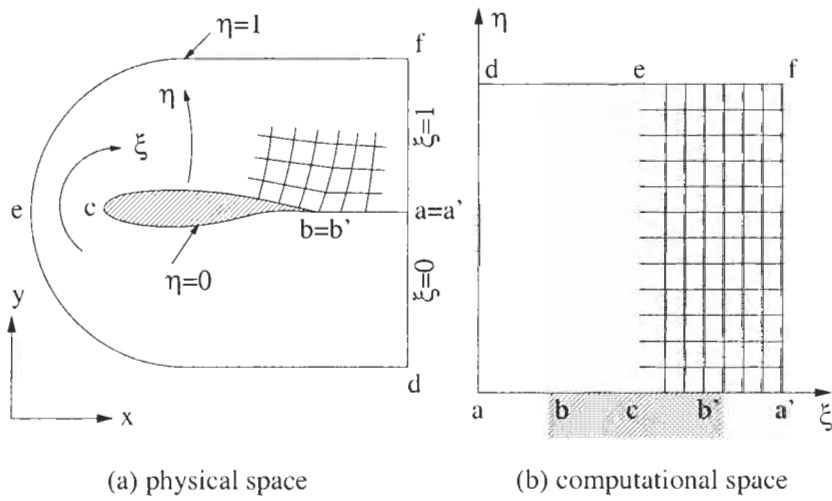 η=1
f
η
ξ
ξ=1
e
c
a=a'
b=b'
η=0
ξ=0
y
d
x
(a) physical space
η
d
e
f
a
b
c
b'
a'
ξ
(b) computational space